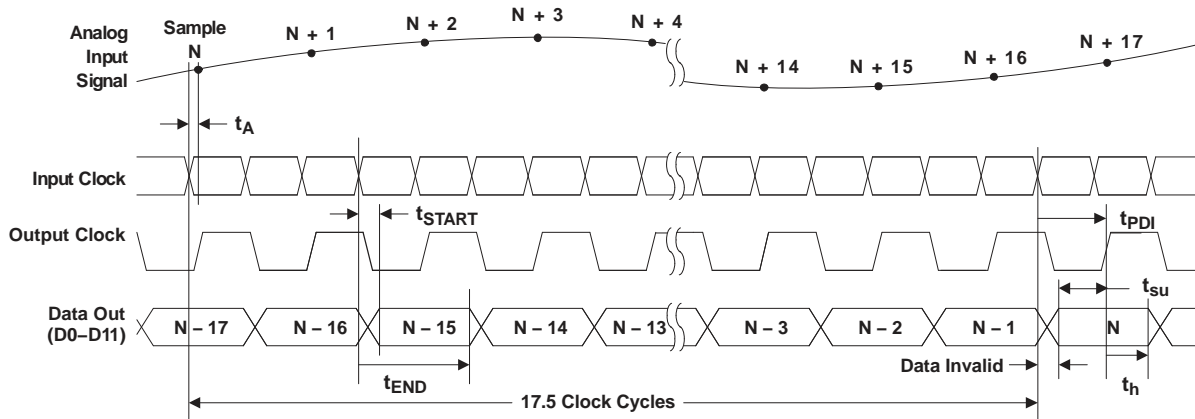 Analog
Input
Signal
Sample
N
N + 1
N + 2
N + 3
N + 4
N + 14
N + 15
N + 16
N + 17
tA
Input Clock
tSTART
tPDI
Output Clock
tsu
Data Out
(D0–D11)
N – 17
N – 16
N – 15
N – 14
N – 13
N – 3
N – 2
N – 1
N
Data Invalid
tEND
th
17.5 Clock Cycles